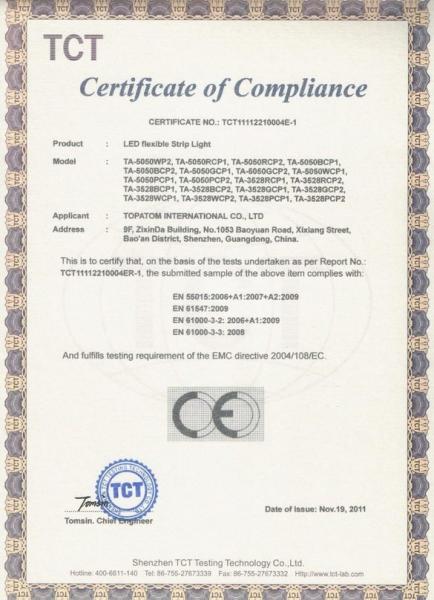 TCT
Certificate of Compliance
CERTIFICATE NO.: TCT11112210004E-1
Product : LED flexible Strip Light
Model : TA-5050WP2, TA-5050RCP1, TA-5050RCP2, TA-5050BCP1,
TA-5050BCP2, TA-5050GCP1, TA-5050GCP2, TA-5050WCP1,
TA-5050PCP1, TA-5050PCP2, TA-3528RCP1, TA-3528RCP2,
TA-3528BCP1, TA-3528BCP2, TA-3528GCP1, TA-3528GCP2,
TA-3528WCP1, TA-3528WCP2, TA-3528PCP1, TA-3528PCP2
Applicant : TOPATOM INTERNATIONAL CO., LTD
Address : 9F, ZixinDa Building, No.1053 Baoyuan Road, Xixiang Street,
Bao'an District, Shenzhen, Guangdong, China.
This is to certify that, on the basis of the tests undertaken as per Report No.:
TCT11112210004ER-1, the submitted sample of the above item complies with:
EN 55015:2006+A1:2007+A2:2009
EN 61547:2009
EN 61000-3-2: 2006+A1:2009
EN 61000-3-3: 2008
And fulfills testing requirement of the EMC directive 2004/108/EC.
CE
TCT
Tomsin
Tomsin. Chief Engineer
Date of Issue: Nov.19, 2011
Shenzhen TCT Testing Technology Co.,Ltd.
Hotline: 400-6611-140 Tel: 86-755-27673339 Fax: 86-755-27673332 Http://www.tct-lab.com